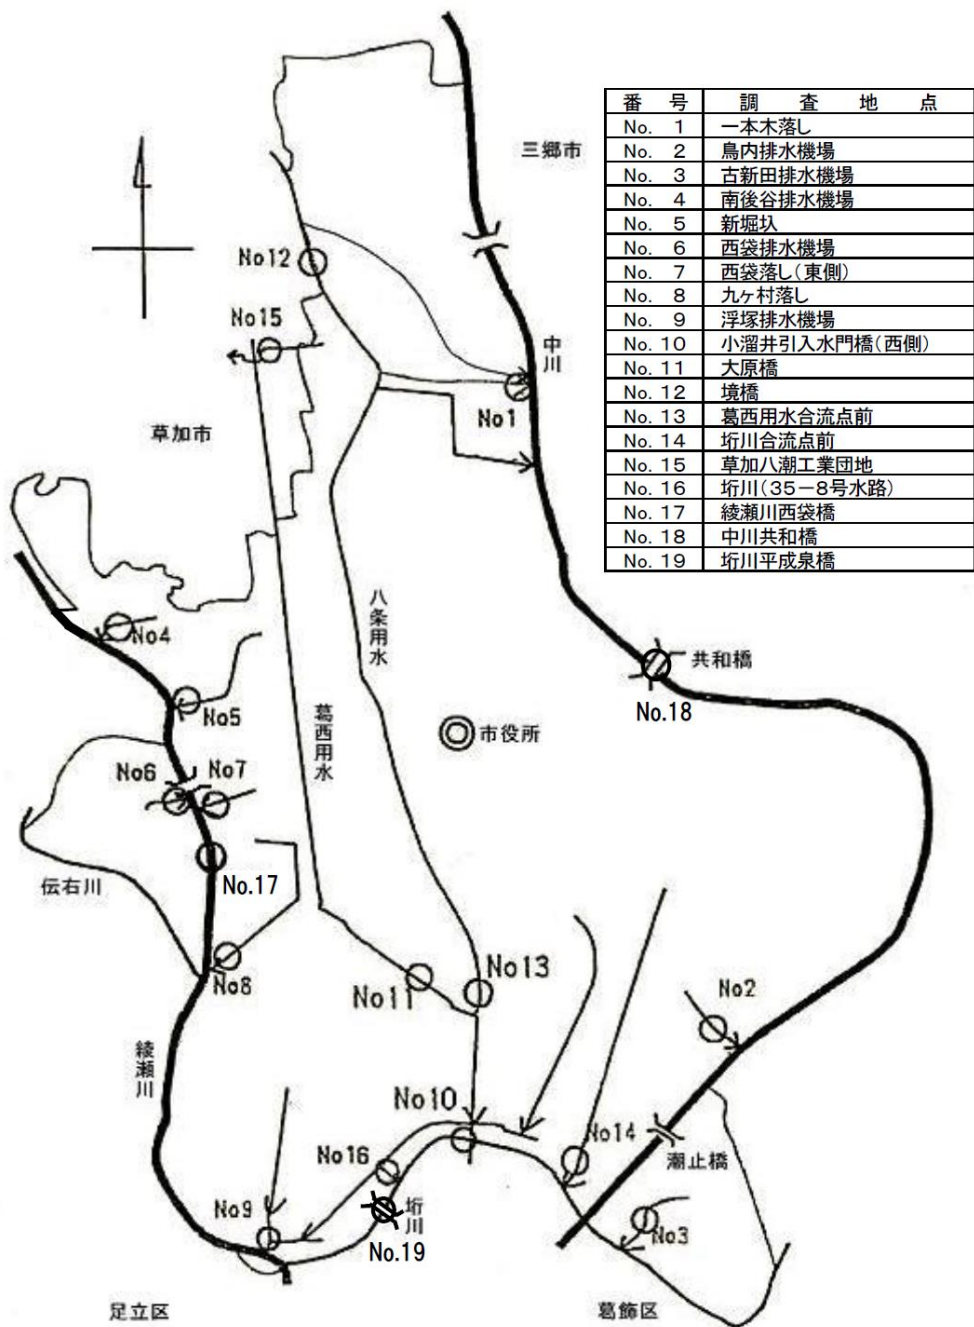 番 号 調 査 地 点
No. 1 一本木落し
No. 2 鳥内排水機場
No. 3 古新田排水機場
No. 4 南後谷排水機場
No. 5 新堀圦
No. 6 西袋排水機場
No. 7 西袋落し(東側)
No. 8 九ヶ村落し
No. 9 浮塚排水機場
No. 10 小溜井引入水門橋(西側)
No. 11 大原橋
No. 12 境橋
No. 13 葛西用水合流点前
No. 14 垳川合流点前
No. 15 草加八潮工業団地
No. 16 垳川(35-8号水路)
No. 17 綾瀬川西袋橋
No. 18 中川共和橋
No. 19 垳川平成泉橋
三郷市
No12
No15
中川
No1
草加市
八条用水
No4
共和橋
No.18
No5
葛西用水
市役所
No6
No7
伝右川
No.17
No8
No11
No13
No2
綾瀬川
No10
No14
潮止橋
No16
垳川
No9
No3
No.19
足立区
葛飾区